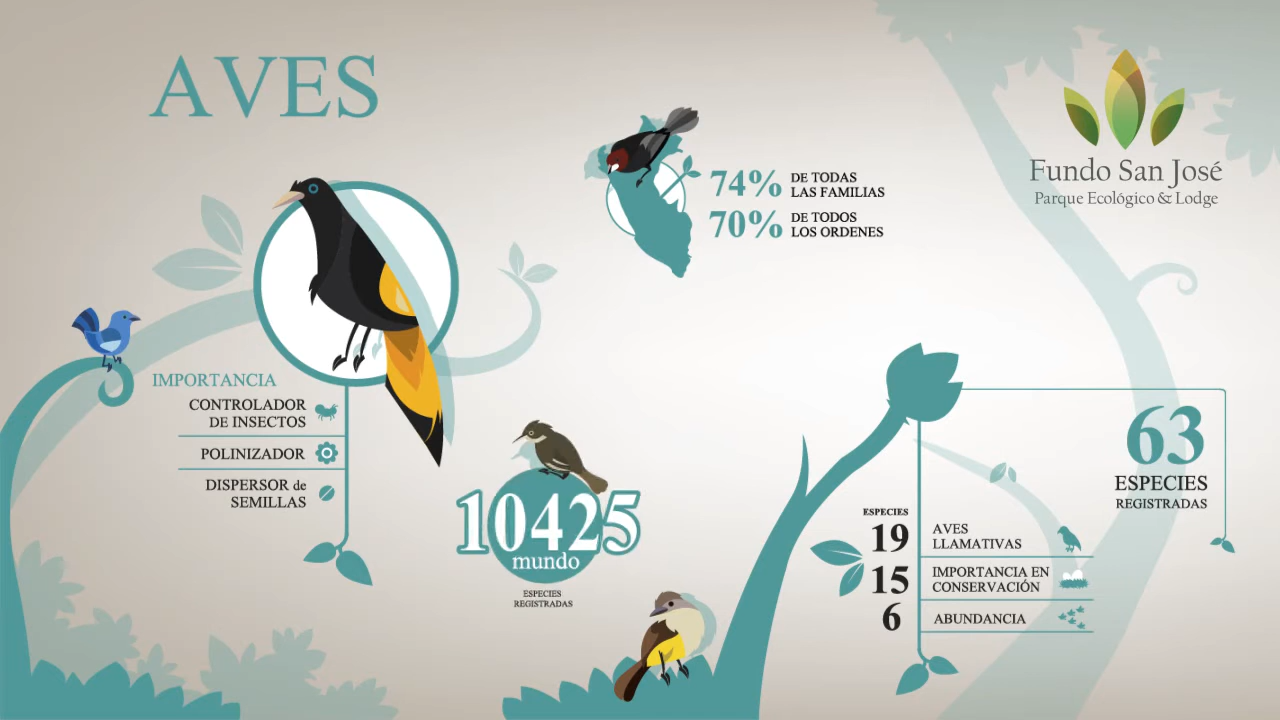 AVES
Fundo San José
Parque Ecológico & Lodge
74% DE TODAS
LAS FAMILIAS
70% DE TODOS
LOS ORDENES
IMPORTANCIA
CONTROLADOR
DE INSECTOS
POLINIZADOR
DISPERSOR de
SEMILLAS
10425
mundo
ESPECIES
REGISTRADAS
63
ESPECIES
REGISTRADAS
ESPECIES
19 AVES
LLAMATIVAS
15 IMPORTANCIA EN
CONSERVACIÓN
6 ABUNDANCIA